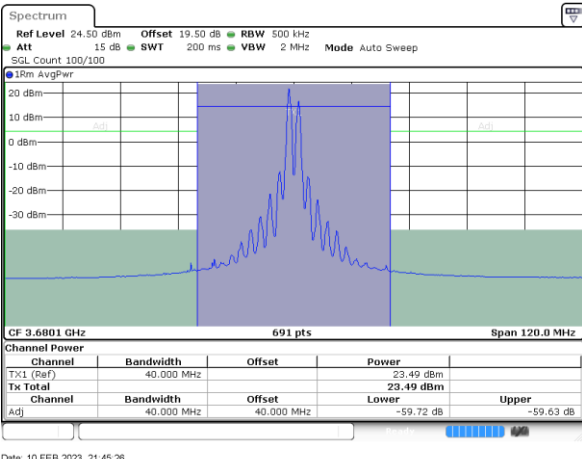 Spectrum
Ref Level 24.50 dBm Offset 19.50 dB RBW 500 kHz
Att 15 dB SWT 200 ms VBW 2 MHz Mode Auto Sweep
SGL Count 100/100
1Rm AvgPwr
20 dBm
10 dBm
Adj Adj
0 dBm
-10 dBm
-20 dBm
-30 dBm
CF 3.6801 GHz 691 pts Span 120.0 MHz
Channel Power
Channel Bandwidth Offset Power
TX1 (Ref) 40.000 MHz 23.49 dBm
Tx Total 23.49 dBm
Channel Bandwidth Offset Lower Upper
Adj 40.000 MHz 40.000 MHz -59.72 dB -59.63 dB
Ready
Date: 10 FEB 2023 21:45:26